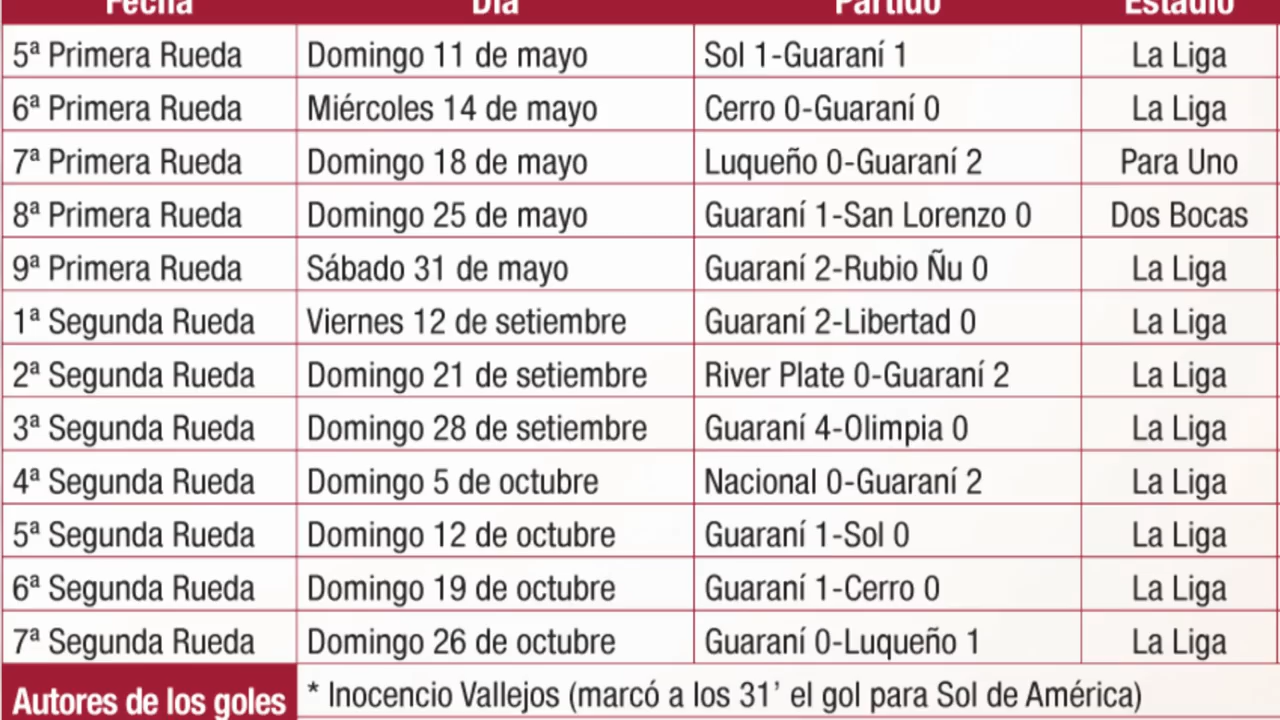 Fecha Día Partido Estadio
5ª Primera Rueda Domingo 11 de mayo Sol 1-Guaraní 1 La Liga
6ª Primera Rueda Miércoles 14 de mayo Cerro 0-Guaraní 0 La Liga
7ª Primera Rueda Domingo 18 de mayo Luqueño 0-Guaraní 2 Para Uno
8ª Primera Rueda Domingo 25 de mayo Guaraní 1-San Lorenzo 0 Dos Bocas
9ª Primera Rueda Sábado 31 de mayo Guaraní 2-Rubio Ñu 0 La Liga
1ª Segunda Rueda Viernes 12 de setiembre Guaraní 2-Libertad 0 La Liga
2ª Segunda Rueda Domingo 21 de setiembre River Plate 0-Guaraní 2 La Liga
3ª Segunda Rueda Domingo 28 de setiembre Guaraní 4-Olimpia 0 La Liga
4ª Segunda Rueda Domingo 5 de octubre Nacional 0-Guaraní 2 La Liga
5ª Segunda Rueda Domingo 12 de octubre Guaraní 1-Sol 0 La Liga
6ª Segunda Rueda Domingo 19 de octubre Guaraní 1-Cerro 0 La Liga
7ª Segunda Rueda Domingo 26 de octubre Guaraní 0-Luqueño 1 La Liga
Autores de los goles * Inocencio Vallejos (marcó a los 31’ el gol para Sol de América)